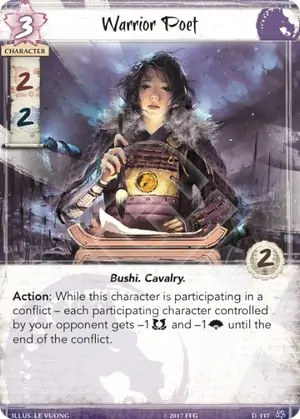 3
Warrior Poet
CHARACTER
2
2
2
Bushi. Cavalry.
Action: While this character is participating in a
conflict – each participating character controlled
by your opponent gets –1 and –1 until the
end of the conflict.
ILLUS. LE VUONG
© 2017 FFG